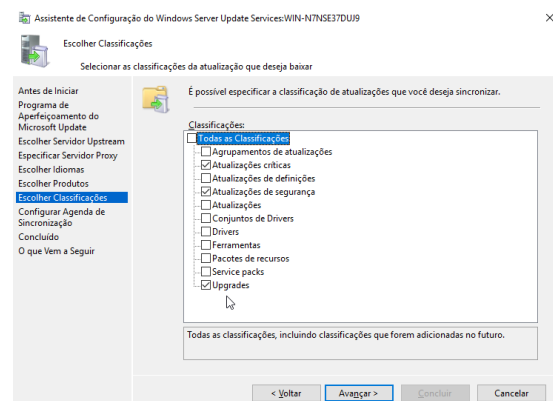 Assistente de Configuração do Windows Server Update Services:WIN-N7NSE37DUJ9
Escolher Classificações
Selecionar as classificações da atualização que deseja baixar
Antes de Iniciar
Programa de
Aperfeiçoamento do
Microsoft Update
Escolher Servidor Upstream
Especificar Servidor Proxy
Escolher Idiomas
Escolher Produtos
Escolher Classificações
Configurar Agenda de
Sincronização
Concluído
O que Vem a Seguir
É possível especificar a classificação de atualizações que você deseja sincronizar.
Classificações:
Todas as Classificações
Agrupamentos de atualizações
Atualizações críticas
Atualizações de definições
Atualizações de segurança
Atualizações
Conjuntos de Drivers
Drivers
Ferramentas
Pacotes de recursos
Service packs
Upgrades
Todas as classificações, incluindo classificações que forem adicionadas no futuro.
< Voltar
Avançar >
Concluir
Cancelar